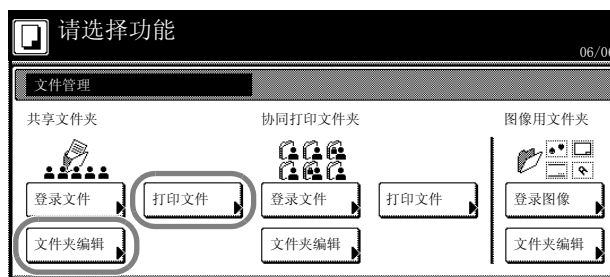 请选择功能
06/0
文件管理
共享文件夹 协同打印文件夹 图像用文件夹
登录文件 打印文件 登录文件 打印文件 登录图像
文件夹编辑 文件夹编辑 文件夹编辑